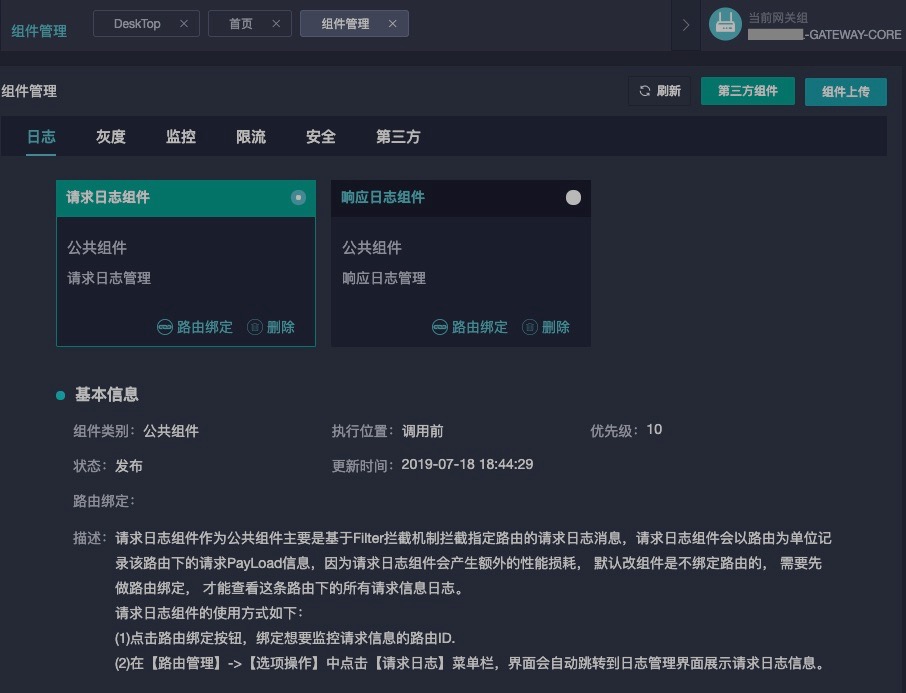 组件管理
DeskTop
首页
组件管理
当前网关组
-GATEWAY-CORE
组件管理
刷新
第三方组件
组件上传
日志 灰度 监控 限流 安全 第三方
请求日志组件
公共组件
请求日志管理
路由绑定 删除
响应日志组件
公共组件
响应日志管理
路由绑定 删除
基本信息
组件类别: 公共组件 执行位置: 调用前 优先级: 10
状态: 发布 更新时间: 2019-07-18 18:44:29
路由绑定:
描述: 请求日志组件作为公共组件主要是基于Filter拦截机制拦截指定路由的请求日志消息，请求日志组件会以路由为单位记
录该路由下的请求PayLoad信息，因为请求日志组件会产生额外的性能损耗， 默认改组件是不绑定路由的， 需要先
做路由绑定， 才能查看这条路由下的所有请求信息日志。
请求日志组件的使用方式如下:
(1)点击路由绑定按钮，绑定想要监控请求信息的路由ID.
(2)在【路由管理】->【选项操作】中点击【请求日志】菜单栏，界面会自动跳转到日志管理界面展示请求日志信息。